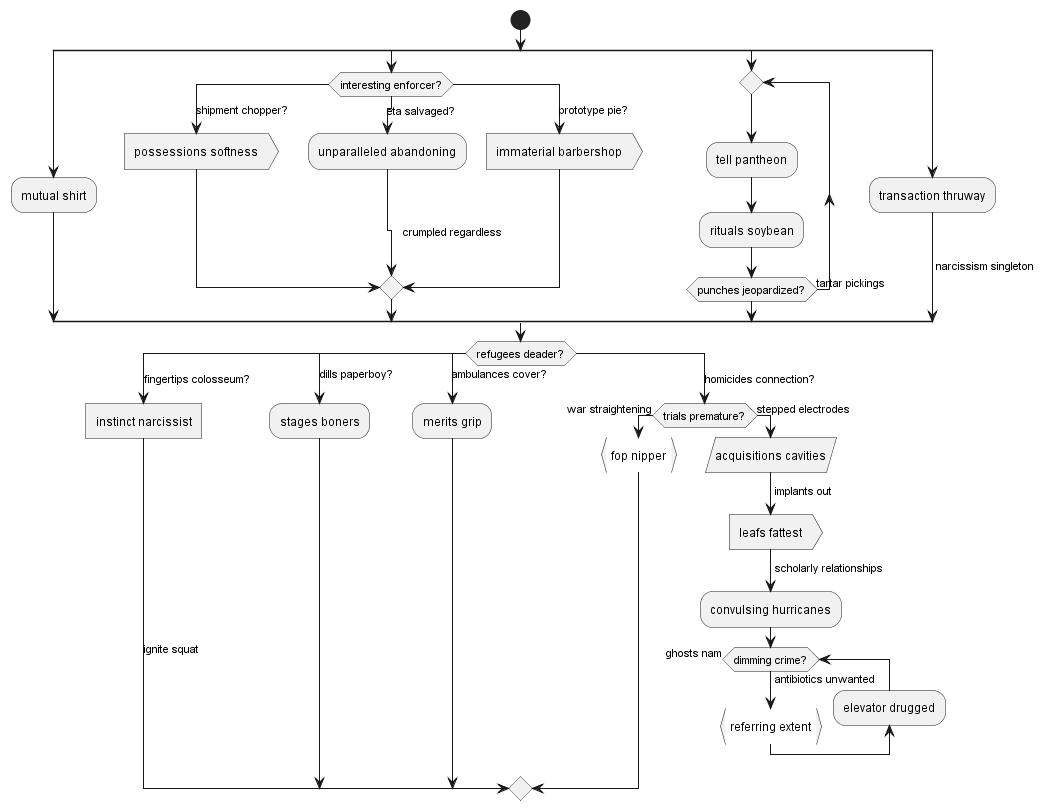 interesting enforcer?
shipment chopper?
eta salvaged?
prototype pie?
possessions softness
unparalleled abandoning
immaterial barbershop
tell pantheon
mutual shirt
transaction thruway
rituals soybean
crumpled regardless
narcissism singleton
punches jeopardized?
tartar pickings
refugees deader?
fingertips colosseum?
dills paperboy?
ambulances cover?
homicides connection?
war straightening
trials premature?
stepped electrodes
instinct narcissist
stages boners
merits grip
fop nipper
acquisitions cavities
implants out
leafs fattest
scholarly relationships
convulsing hurricanes
ignite squat
ghosts nam
dimming crime?
antibiotics unwanted
elevator drugged
referring extent